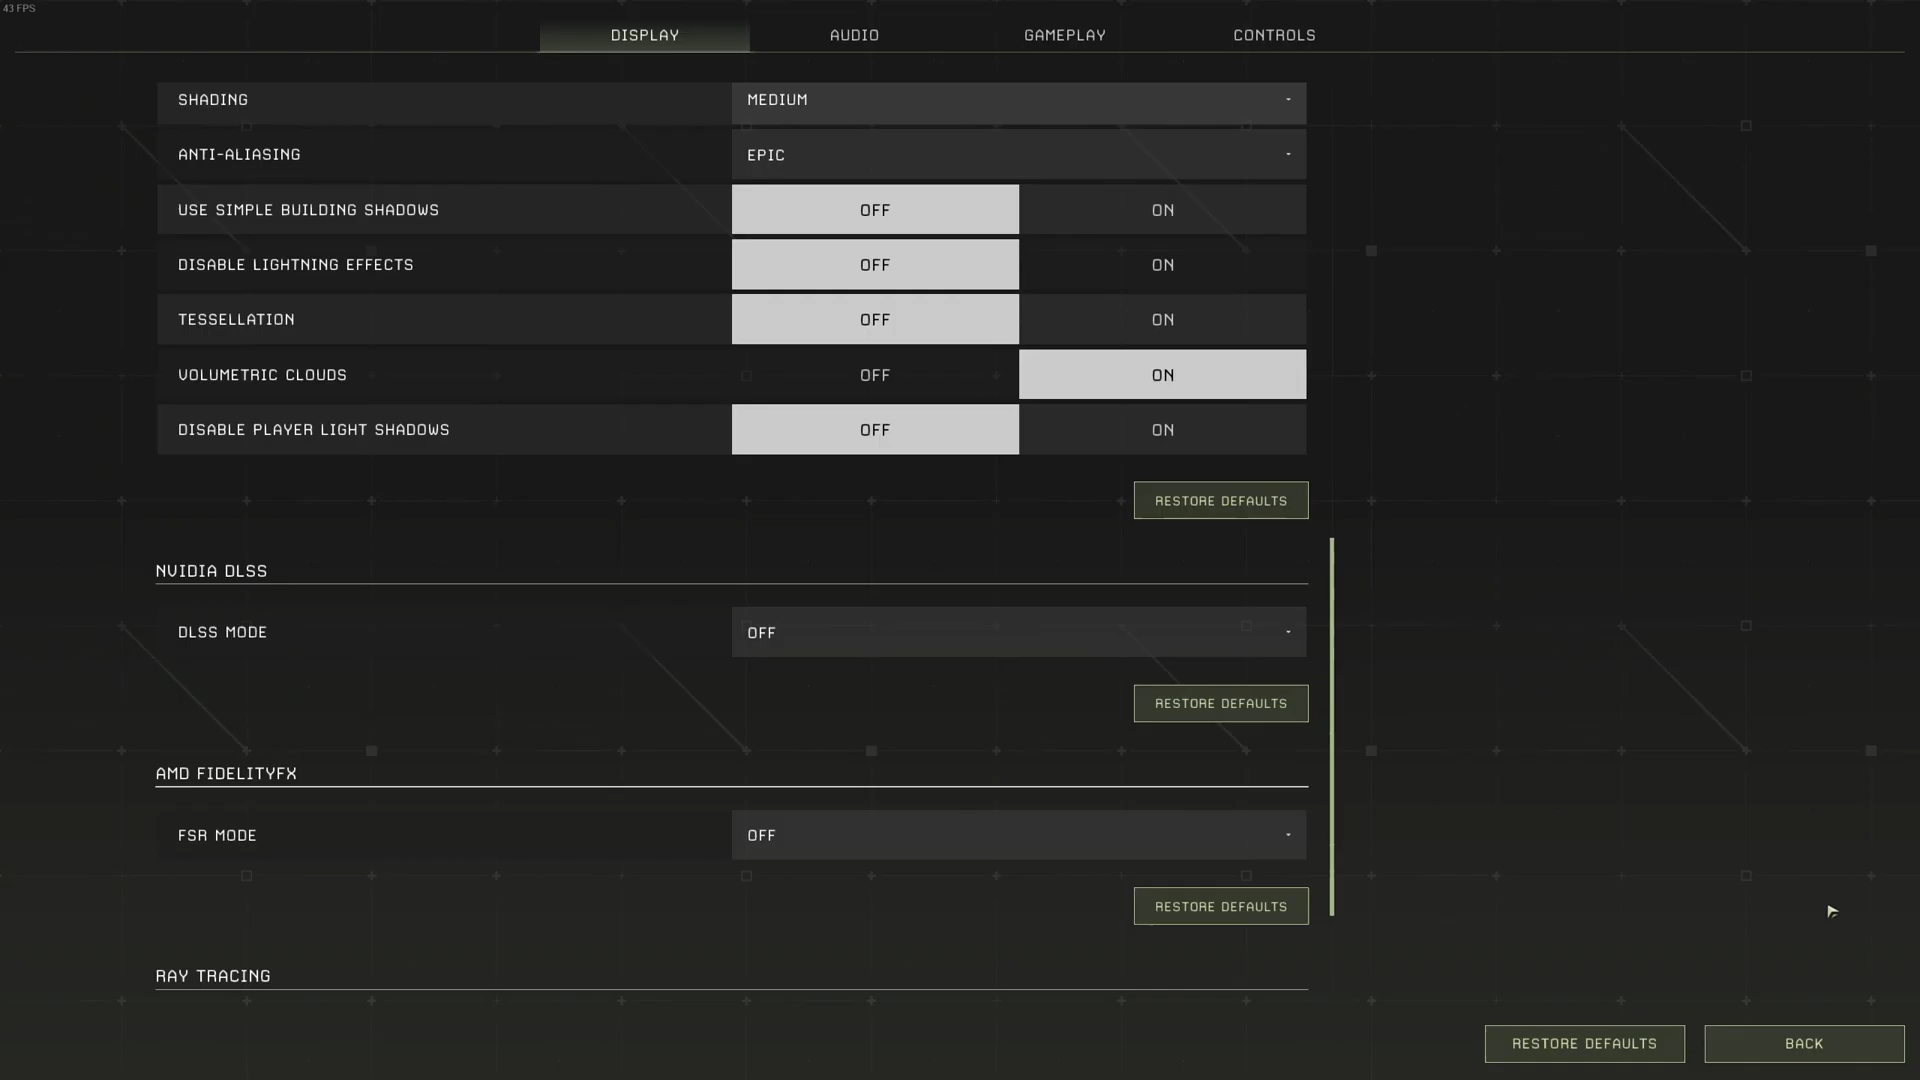 43 FPS
DISPLAY
AUDIO
GAMEPLAY
CONTROLS
SHADING
MEDIUM
ANTI-ALIASING
EPIC
USE SIMPLE BUILDING SHADOWS
OFF
ON
DISABLE LIGHTNING EFFECTS
OFF
ON
TESSELLATION
OFF
ON
VOLUMETRIC CLOUDS
OFF
ON
DISABLE PLAYER LIGHT SHADOWS
OFF
ON
RESTORE DEFAULTS
NVIDIA DLSS
DLSS MODE
OFF
RESTORE DEFAULTS
AMD FIDELITYFX
FSR MODE
OFF
RESTORE DEFAULTS
RAY TRACING
RESTORE DEFAULTS
BACK